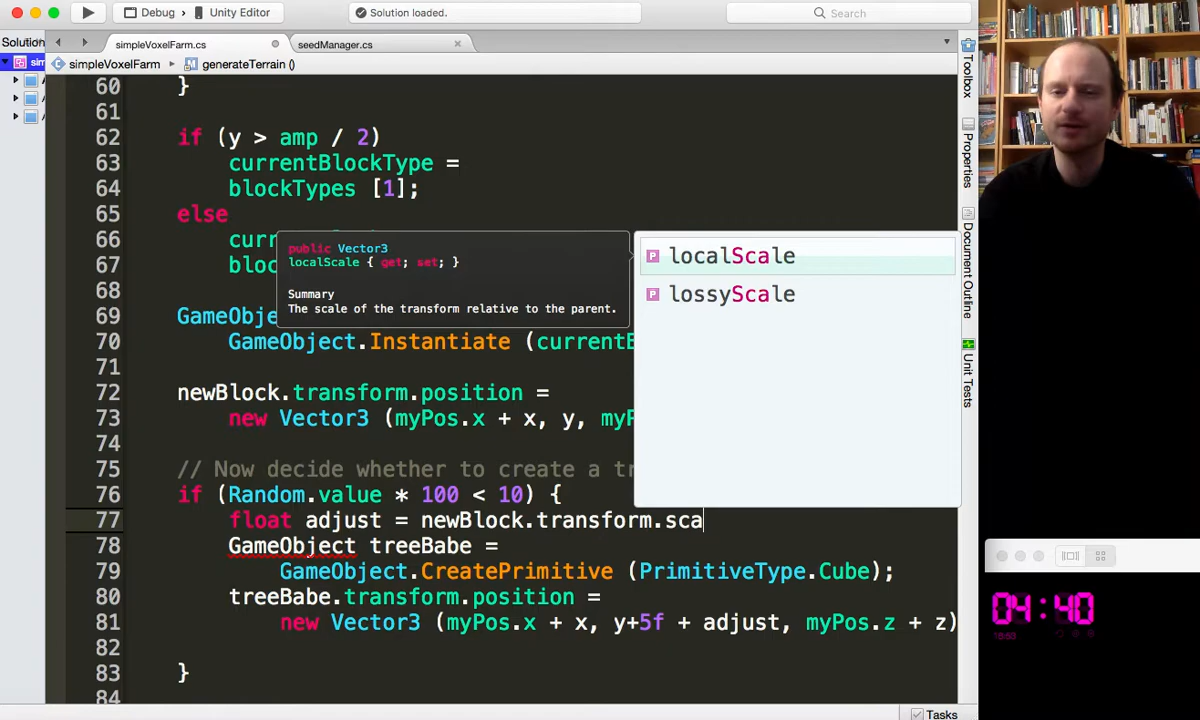 Debug > Unity Editor
Solution loaded.
Search
Solution
simpleVoxelFarm.cs
seedManager.cs
sim
simpleVoxelFarm
generateTerrain ()
60 }
61
62 if (y > amp / 2)
63 currentBlockType =
64 blockTypes [1];
65 else
66 curr
67 bloc
68
69 GameObje
70 GameObject.Instantiate (currentB
71
72 newBlock.transform.position =
73 new Vector3 (myPos.x + x, y, myP
74
75 // Now decide whether to create a tr
76 if (Random.value * 100 < 10) {
77 float adjust = newBlock.transform.sca
78 GameObject treeBabe =
79 GameObject.CreatePrimitive (PrimitiveType.Cube);
80 treeBabe.transform.position =
81 new Vector3 (myPos.x + x, y+5f + adjust, myPos.z + z)
82
83 }
84
public Vector3
localScale { get; set; }
Summary
The scale of the transform relative to the parent.
P localScale
P lossyScale
Toolbox
Properties
Document Outline
Unit Tests
Tasks
04:40